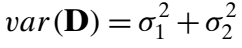 var(D) = σ₁² + σ₂²